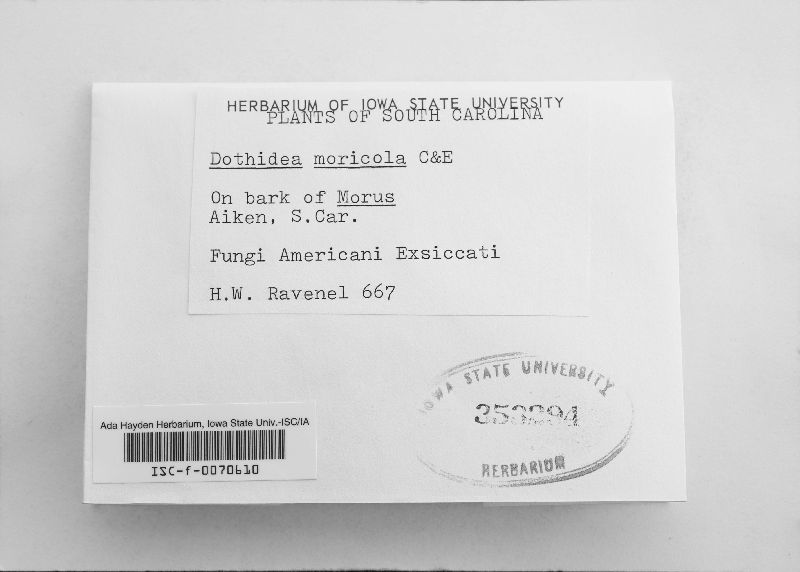 HERBARIUM OF IOWA STATE UNIVERSITY
PLANTS OF SOUTH CAROLINA
Dothidea moricola C&E
On bark of Morus
Aiken, S.Car.
Fungi Americani Exsiccati
H.W. Ravenel 667
IOWA STATE UNIVERSITY
HERBARIUM
Ada Hayden Herbarium, Iowa State Univ.-ISC/IA
ISC-f-0070610